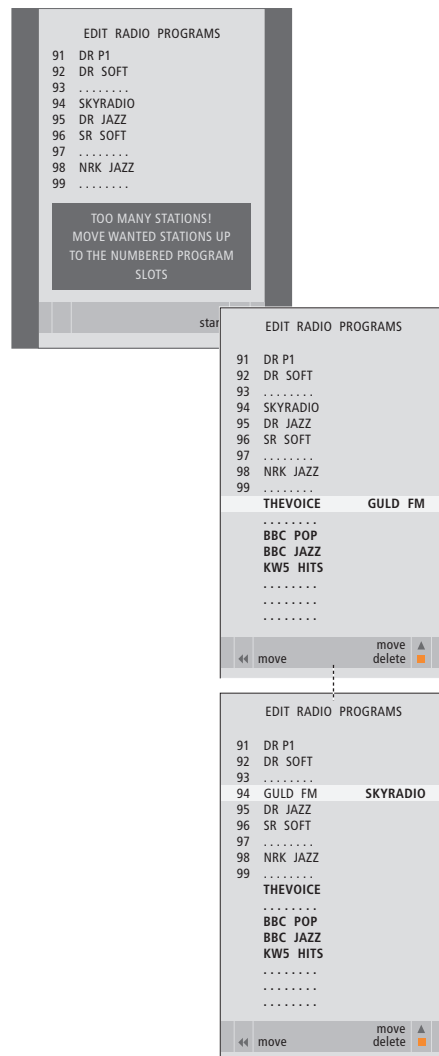 EDIT RADIO PROGRAMS
91 DR P1
92 DR SOFT
93 . . . . . . . .
94 SKYRADIO
95 DR JAZZ
96 SR SOFT
97 . . . . . . . .
98 NRK JAZZ
99 . . . . . . . .
TOO MANY STATIONS!
MOVE WANTED STATIONS UP
TO THE NUMBERED PROGRAM
SLOTS
star
EDIT RADIO PROGRAMS
91 DR P1
92 DR SOFT
93 . . . . . . . .
94 SKYRADIO
95 DR JAZZ
96 SR SOFT
97 . . . . . . . .
98 NRK JAZZ
99 . . . . . . . .
THEVOICE GULD FM
. . . . . . . .
BBC POP
BBC JAZZ
KW5 HITS
. . . . . . . .
. . . . . . . .
. . . . . . . .
move
move delete
EDIT RADIO PROGRAMS
91 DR P1
92 DR SOFT
93 . . . . . . . .
94 GULD FM SKYRADIO
95 DR JAZZ
96 SR SOFT
97 . . . . . . . .
98 NRK JAZZ
99 . . . . . . . .
THEVOICE
. . . . . . . .
BBC POP
BBC JAZZ
KW5 HITS
. . . . . . . .
. . . . . . . .
. . . . . . . .
move
move delete